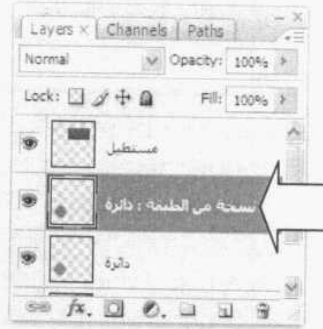 Layers × Channels Paths
Normal Opacity: 100%
Lock: Fill: 100%
مستطيل
نسخة من الطبقة : دائرة
دائرة
fx.